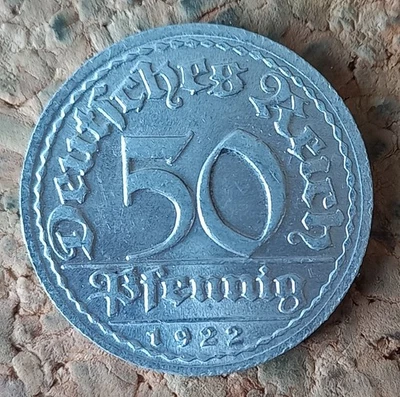 Deutsches Reich
50
Pfennig
1922